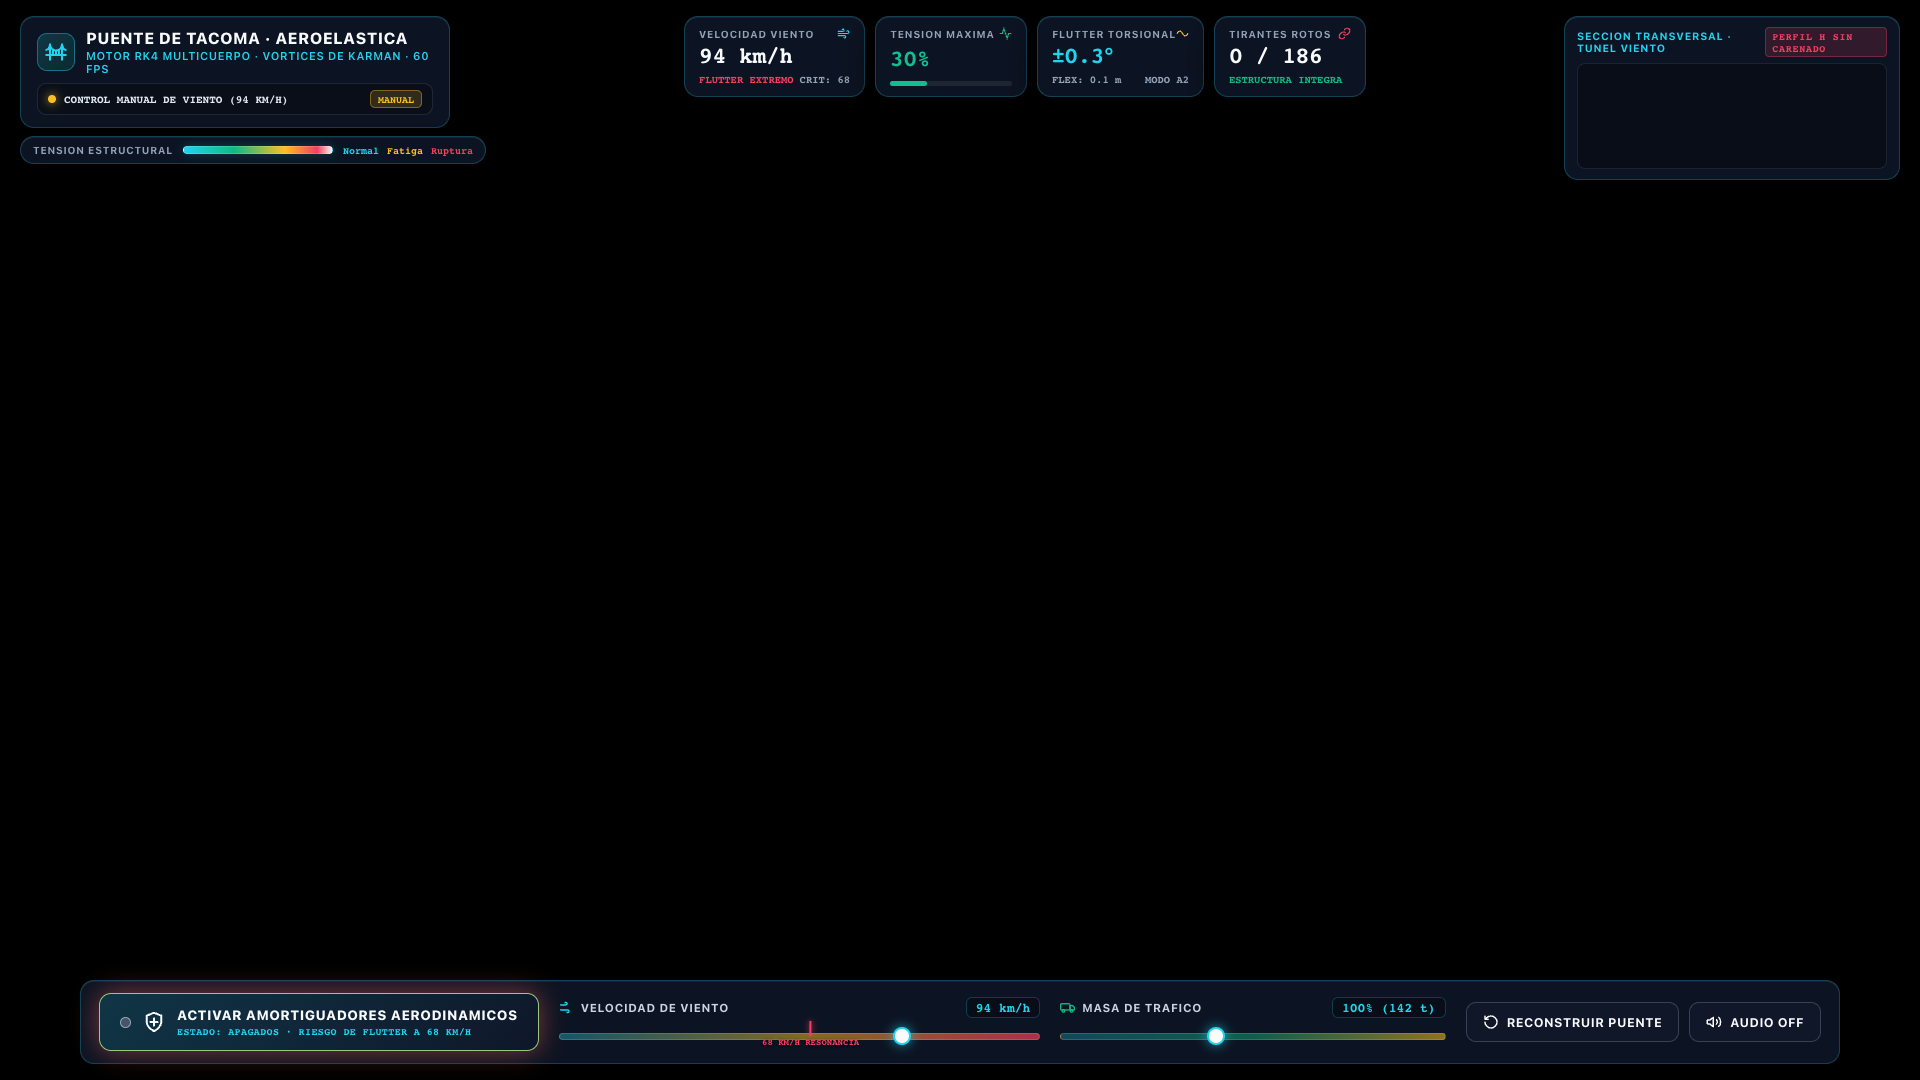 PUENTE DE TACOMA · AEROELASTICA
MOTOR RK4 MULTICUERPO · VORTICES DE KARMAN · 60
FPS
CONTROL MANUAL DE VIENTO (94 KM/H)
MANUAL
TENSION ESTRUCTURAL
Normal Fatiga Ruptura
VELOCIDAD VIENTO
94 km/h
FLUTTER EXTREMO CRIT: 68
TENSION MAXIMA
30%
FLUTTER TORSIONAL
±0.3°
FLEX: 0.1 m MODO A2
TIRANTES ROTOS
0 / 186
ESTRUCTURA INTEGRA
SECCION TRANSVERSAL ·
TUNEL VIENTO
PERFIL H SIN
CARENADO
ACTIVAR AMORTIGUADORES AERODINAMICOS
ESTADO: APAGADOS · RIESGO DE FLUTTER A 68 KM/H
VELOCIDAD DE VIENTO
94 km/h
68 KM/H RESONANCIA
MASA DE TRAFICO
100% (142 t)
RECONSTRUIR PUENTE
AUDIO OFF